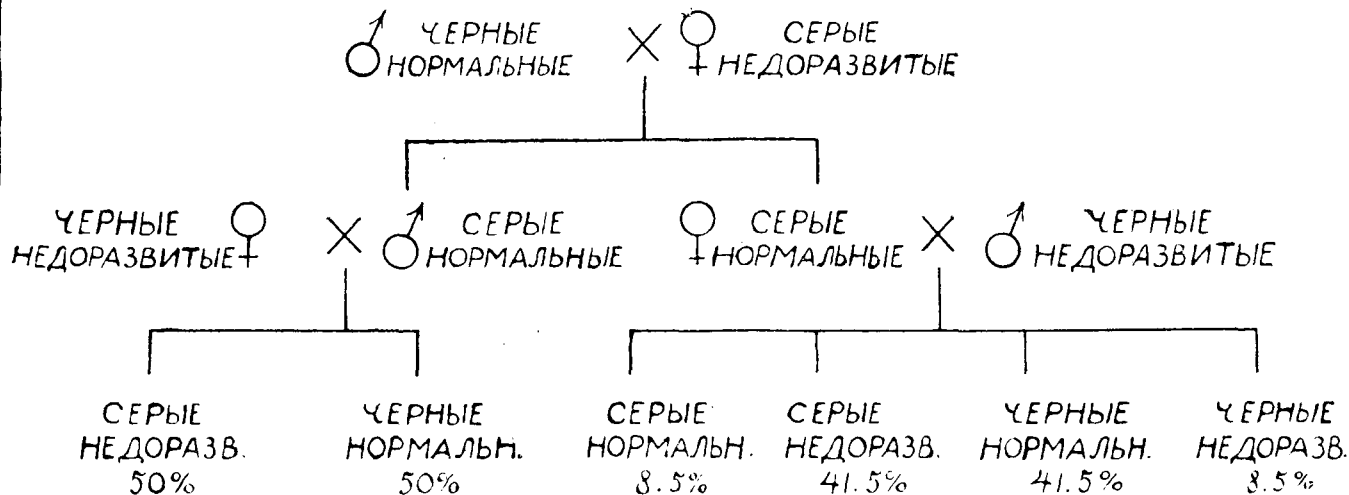 ♂ ЧЕРНЫЕ НОРМАЛЬНЫЕ × ♀ СЕРЫЕ НЕДОРАЗВИТЫЕ
ЧЕРНЫЕ НЕДОРАЗВИТЫЕ ♀ × ♂ СЕРЫЕ НОРМАЛЬНЫЕ
♀ СЕРЫЕ НОРМАЛЬНЫЕ × ♂ ЧЕРНЫЕ НЕДОРАЗВИТЫЕ
СЕРЫЕ
НЕДОРАЗВ.
50%
ЧЕРНЫЕ
НОРМАЛЬН.
50%
СЕРЫЕ
НОРМАЛЬН.
8.5%
СЕРЫЕ
НЕДОРАЗВ.
41.5%
ЧЕРНЫЕ
НОРМАЛЬН.
41.5%
ЧЕРНЫЕ
НЕДОРАЗВ.
8.5%